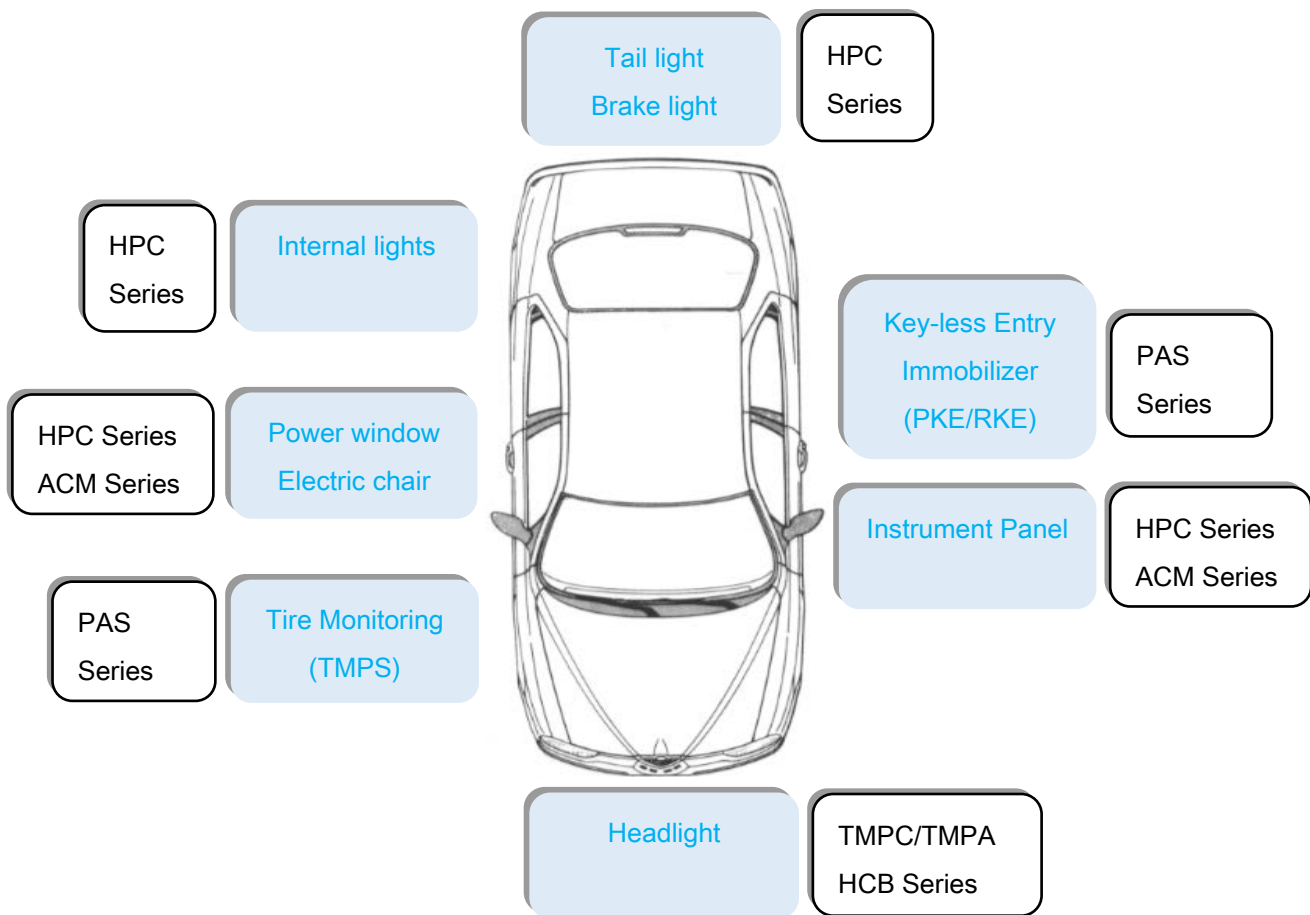 Tail light
Brake light
HPC
Series
HPC
Series
Internal lights
Key-less Entry
Immobilizer
(PKE/RKE)
PAS
Series
HPC Series
ACM Series
Power window
Electric chair
Instrument Panel
HPC Series
ACM Series
PAS
Series
Tire Monitoring
(TMPS)
Headlight
TMPC/TMPA
HCB Series